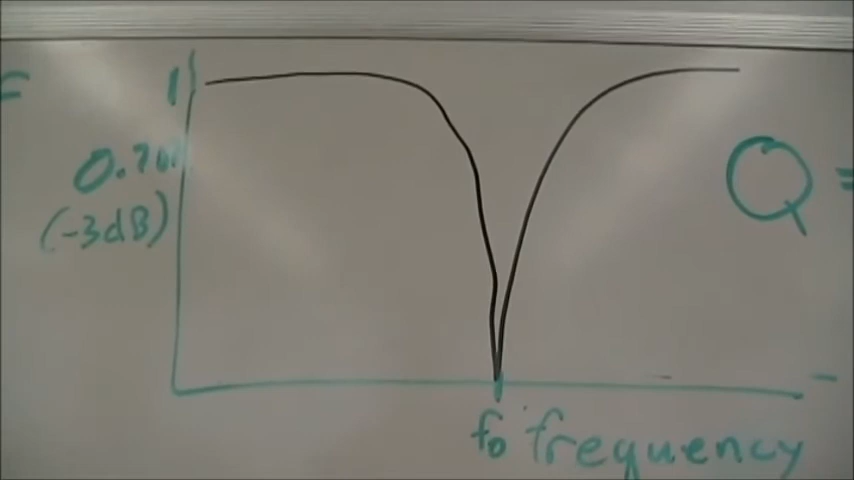 1
0.707
(-3dB)
Q =
f0 frequency